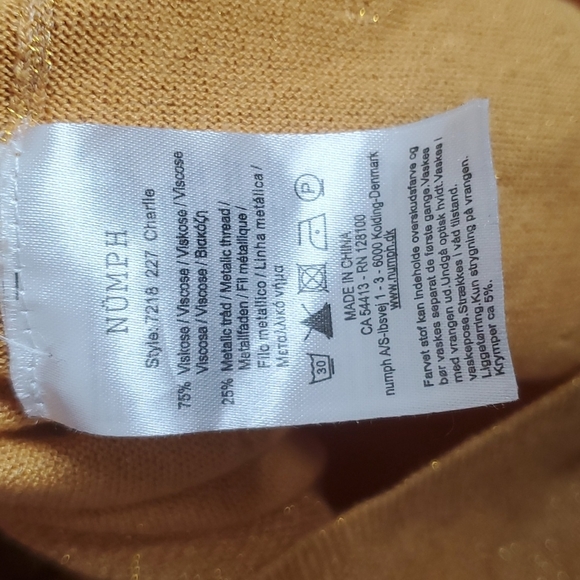 NÜMPH
Style: 7218 227 Charlie
75% Viskose / Viscose / Viskose / Viscose
Viscosa / Viscose / Βισκόζη
25% Metalic tråd / Metallic thread /
Metallfaden / Fil métallique /
Filo metallico / Linha metálica /
Μεταλλικό νήμα
30 P
MADE IN CHINA
CA 54413 - RN 128100
numph A/S-Ibsvej 1 - 3 - 6000 Kolding-Denmark
www.numph.dk
Farvet stof kan indeholde overskudsfarve og
bør vaskes separat de første gange.Vaskes
med vrangen ud.Undgå optisk hvidt.Vaskes i
vaskepose.Strækkes i våd tilstand.
Liggetørring.Kun strygning på vrangen.
Krymper ca 5%.